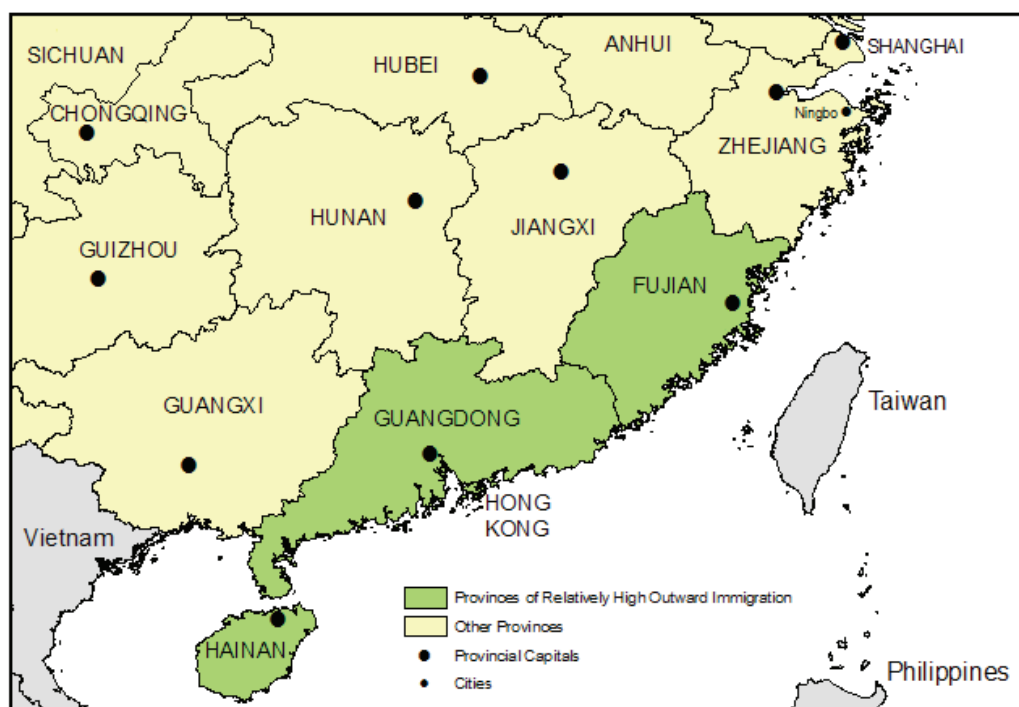 ANHUI
SHANGHAI
SICHUAN
HUBEI
CHONGQING
Ningbo
ZHEJIANG
HUNAN
JIANGXI
GUIZHOU
FUJIAN
GUANGXI
GUANGDONG
Taiwan
HONG
KONG
Vietnam
Provinces of Relatively High Outward Immigration
Other Provinces
HAINAN
Provincial Capitals
Cities
Philippines